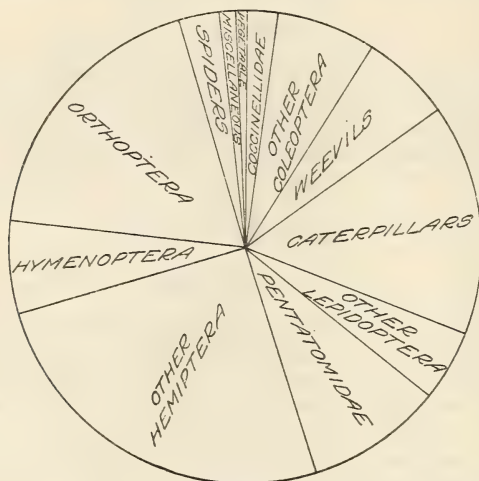 VEGETABLE
MISCELLANEOUS
SPIDERS
COCCINELLIDAE
OTHER
COLEOPTERA
WEEVILS
CATERPILLARS
OTHER
LEPIDOPTERA
PENTATOMIDAE
OTHER
HEMIPTERA
HYMENOPTERA
ORTHOPTERA